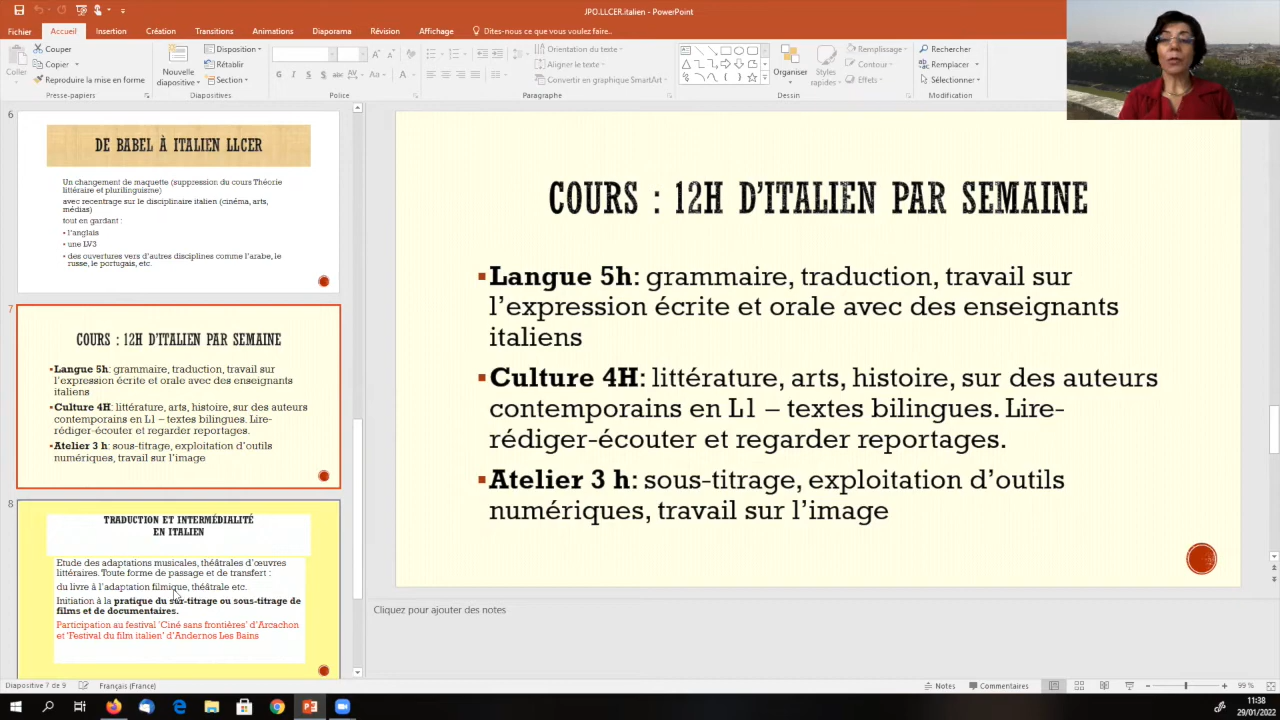 JPO.LLCER.italien - PowerPoint
Fichier Accueil Insertion Création Transitions Animations Diaporama Révision Affichage Dites-nous ce que vous voulez faire..
Couper
Copier
Reproduire la mise en forme
Coller
Presse-papiers
Nouvelle
diapositive
Disposition
Rétablir
Section
Diapositives
G I S S abc AV Aa A
Police
Orientation du texte
Aligner le texte
Convertir en graphique SmartArt
Paragraphe
Organiser
Styles
rapides
Remplissage
Contour
Effets
Dessin
Rechercher
Remplacer
Sélectionner
Modification
6
DE BABEL À ITALIEN LLCER
Un changement de maquette (suppression du cours Théorie
littéraire et plurilinguisme)
avec recentrage sur le disciplinaire italien (cinéma, arts,
médias)
tout en gardant :
• l'anglais
• une LV3
• des ouvertures vers d'autres disciplines comme l'arabe, le
russe, le portugais, etc.
7
COURS : 12H D'ITALIEN PAR SEMAINE
▪Langue 5h: grammaire, traduction, travail sur
l'expression écrite et orale avec des enseignants
italiens
▪Culture 4H: littérature, arts, histoire, sur des auteurs
contemporains en L1 – textes bilingues. Lire-
rédiger-écouter et regarder reportages.
▪Atelier 3 h: sous-titrage, exploitation d'outils
numériques, travail sur l'image
8
TRADUCTION ET INTERMÉDIALITÉ
EN ITALIEN
Etude des adaptations musicales, théâtrales d'œuvres
littéraires. Toute forme de passage et de transfert :
du livre à l'adaptation filmique, théâtrale etc.
Initiation à la pratique du sur-titrage ou sous-titrage de
films et de documentaires.
Participation au festival 'Ciné sans frontières' d'Arcachon
et 'Festival du film italien' d'Andernos Les Bains
COURS : 12H D'ITALIEN PAR SEMAINE
▪Langue 5h: grammaire, traduction, travail sur
l'expression écrite et orale avec des enseignants
italiens
▪Culture 4H: littérature, arts, histoire, sur des auteurs
contemporains en L1 – textes bilingues. Lire-
rédiger-écouter et regarder reportages.
▪Atelier 3 h: sous-titrage, exploitation d'outils
numériques, travail sur l'image
Cliquez pour ajouter des notes
Diapositive 7 de 9 Français (France) Notes Commentaires 99 %
11:38
29/01/2022